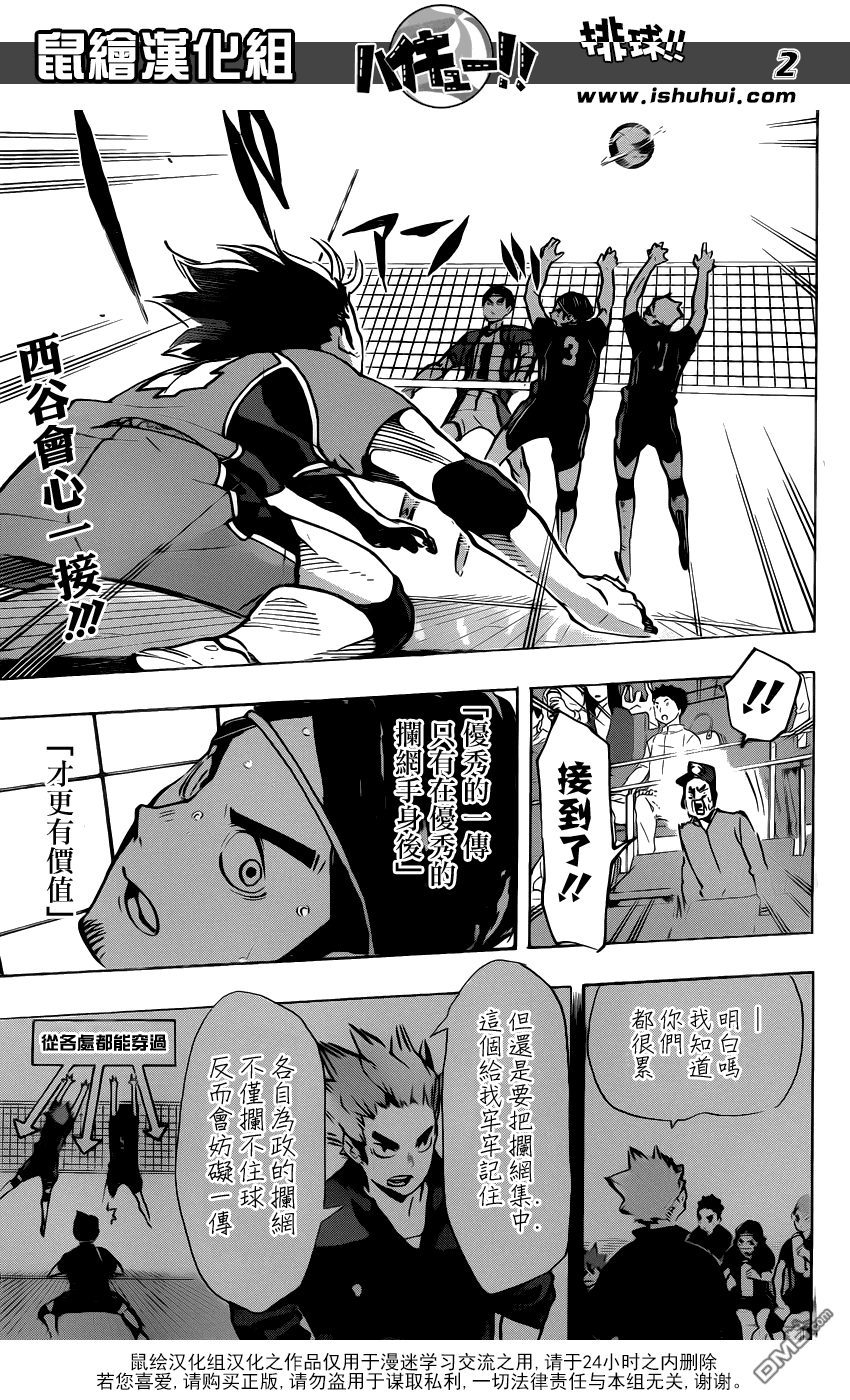 鼠繪漢化組
ハイキュー!!
排球!!
2
www.ishuhui.com
アン
3
1
西谷會心一接!!!
!!
接到了!!
「優秀的一傳
只有在優秀的
攔網手身後」
「才更有價值」
—
明白嗎
我知道
你們
都很累
但還是要把攔網集中..
這個給我牢牢記住
各自為政的攔網
不僅攔不住球
反而會妨礙一傳
從各處都能穿過
DM5.com
鼠绘汉化组汉化之作品仅用于漫迷学习交流之用, 请于24小时之内删除
若您喜爱, 请购买正版, 请勿盗用于谋取私利, 一切法律责任与本组无关, 谢谢.